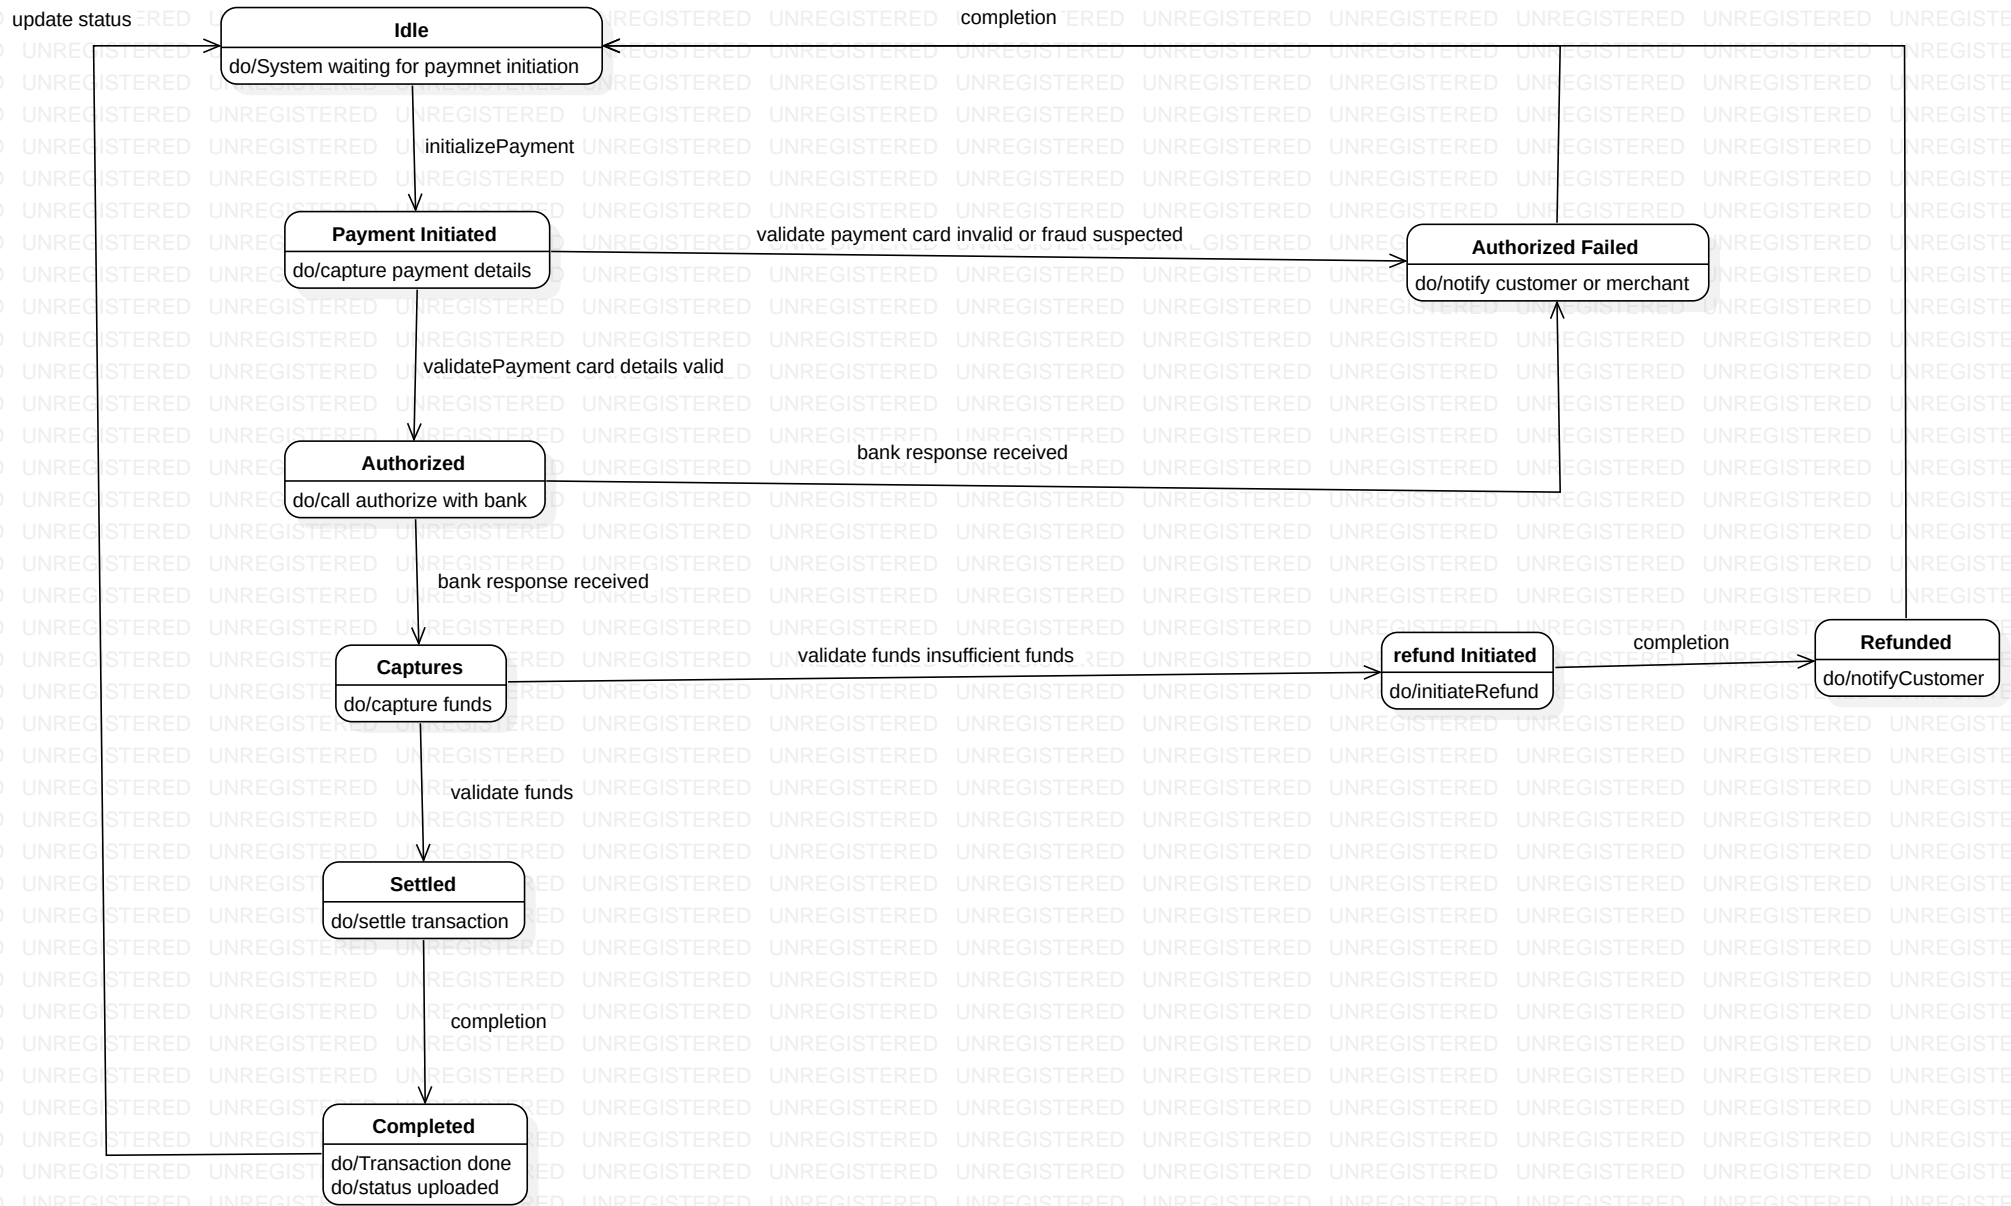 update status
completion
Idle
do/System waiting for paymnet initiation
initializePayment
Payment Initiated
do/capture payment details
validate payment card invalid or fraud suspected
Authorized Failed
do/notify customer or merchant
validatePayment card details valid
Authorized
do/call authorize with bank
bank response received
bank response received
Captures
do/capture funds
validate funds insufficient funds
refund Initiated
do/initiateRefund
completion
Refunded
do/notifyCustomer
validate funds
Settled
do/settle transaction
completion
Completed
do/Transaction done
do/status uploaded
UNREGISTERED